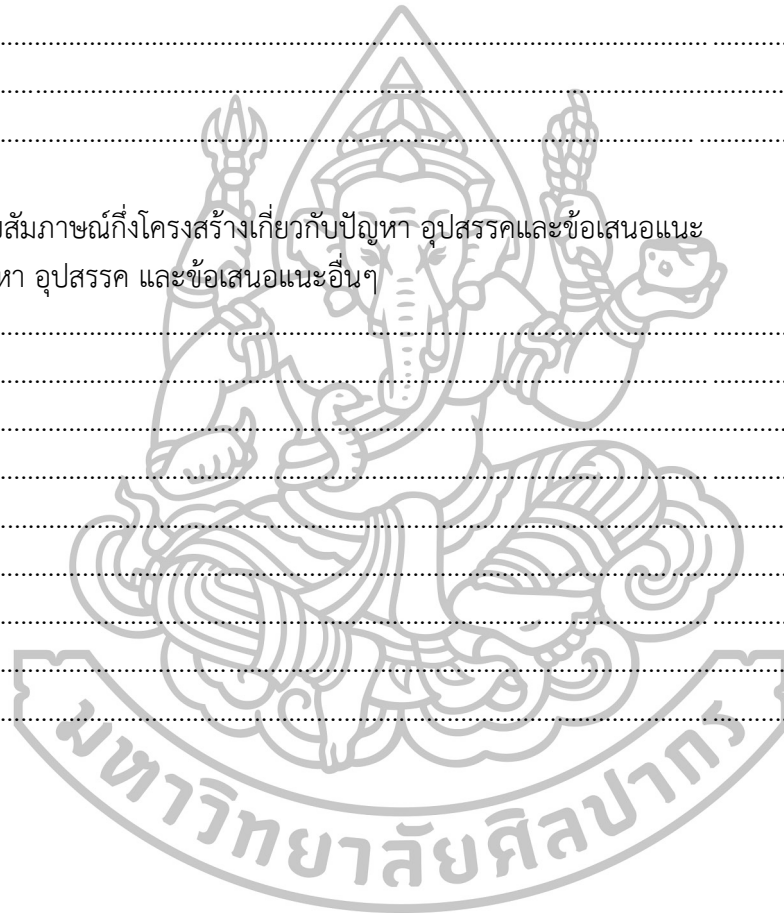 สัมภาษณ์กึ่งโครงสร้างเกี่ยวกับปัญหา อุปสรรคและข้อเสนอแนะ
หา อุปสรรค และข้อเสนอแนะอื่นๆ
มหาวิทยาลัยศิลปากร